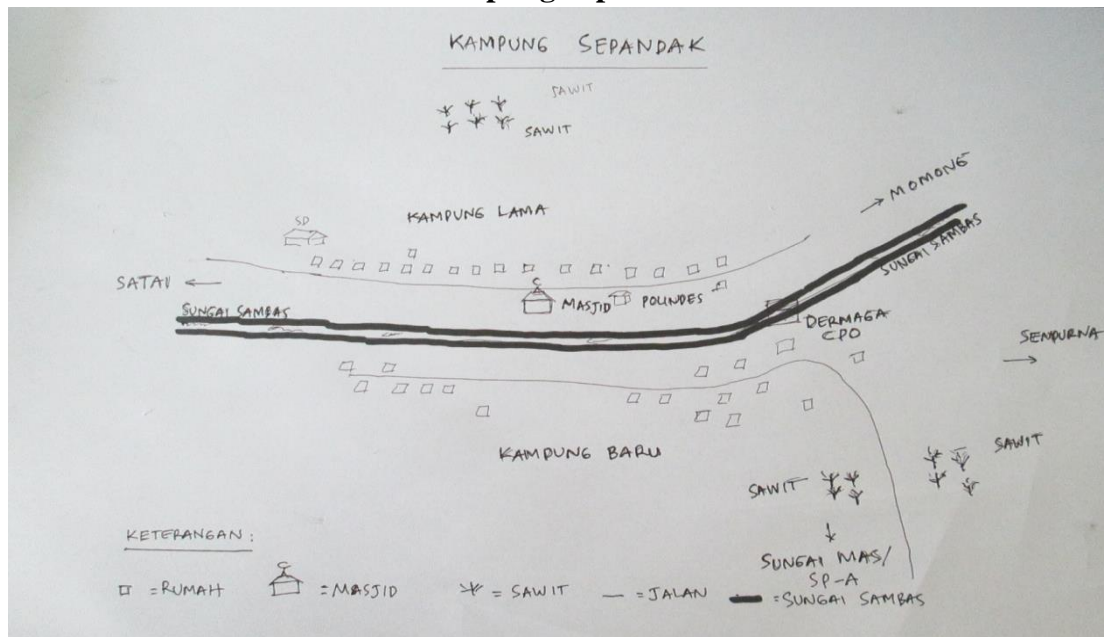 KAMPUNG SEPANDAK
SAWIT
SAWIT
MOMONG
KAMPUNG LAMA
SD
SUNGAI SAMBAS
SATAI
MASJID
POLINDES
SUNGAI SAMBAS
DERMAGA
CPO
SEMPURNA
KAMPUNG BARU
SAWIT
SAWIT
SUNGAI MAS/
SP-A
KETERANGAN :
= RUMAH = MASJID = SAWIT = JALAN = SUNGAI SAMBAS